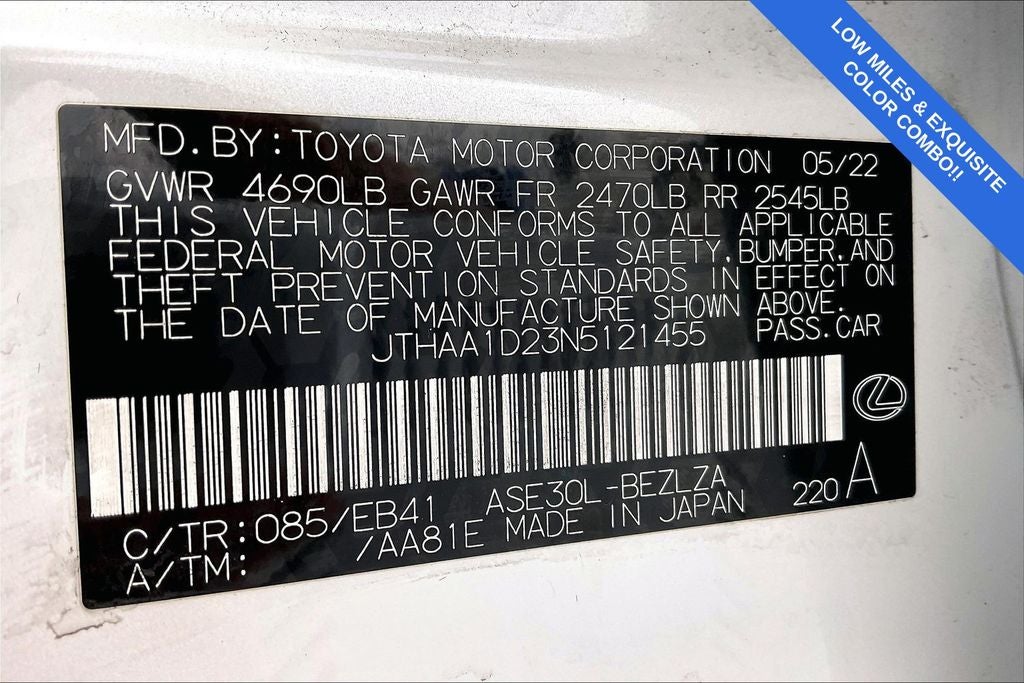 LOW MILES & EXQUISITE
COLOR COMBO!!
MFD. BY: TOYOTA MOTOR CORPORATION 05/22
GVWR 4690LB GAWR FR 2470LB RR 2545LB
THIS VEHICLE CONFORMS TO ALL APPLICABLE
FEDERAL MOTOR VEHICLE SAFETY, BUMPER, AND
THEFT PREVENTION STANDARDS IN EFFECT ON
THE DATE OF MANUFACTURE SHOWN ABOVE.
JTHAA1D23N5121455 PASS.CAR
C/TR: 085/EB41 ASE30L-BEZLZA 220 A
A/TM: /AA81E MADE IN JAPAN